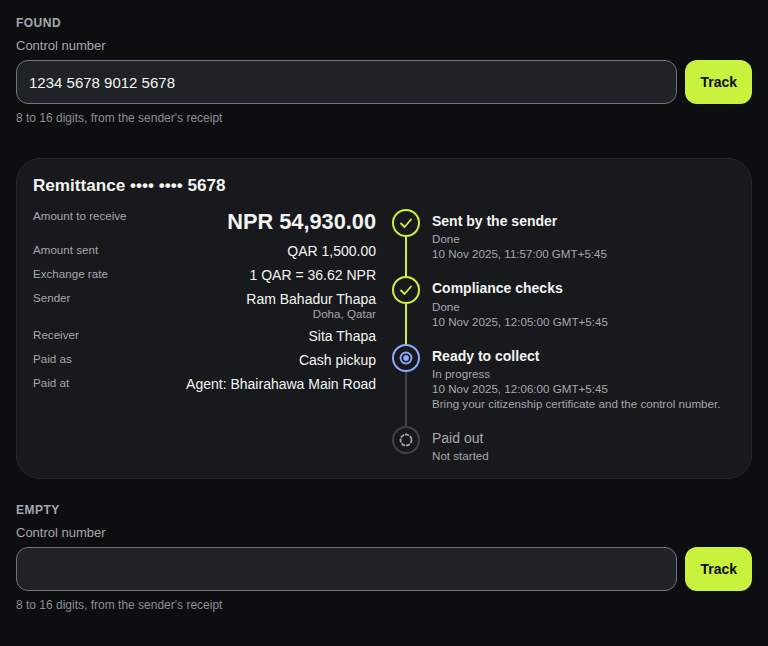 FOUND
Control number
1234 5678 9012 5678
Track
8 to 16 digits, from the sender's receipt
Remittance •••• •••• 5678
Amount to receive
NPR 54,930.00
Amount sent
QAR 1,500.00
Exchange rate
1 QAR = 36.62 NPR
Sender
Ram Bahadur Thapa
Doha, Qatar
Receiver
Sita Thapa
Paid as
Cash pickup
Paid at
Agent: Bhairahawa Main Road
Sent by the sender
Done
10 Nov 2025, 11:57:00 GMT+5:45
Compliance checks
Done
10 Nov 2025, 12:05:00 GMT+5:45
Ready to collect
In progress
10 Nov 2025, 12:06:00 GMT+5:45
Bring your citizenship certificate and the control number.
Paid out
Not started
EMPTY
Control number
Track
8 to 16 digits, from the sender's receipt